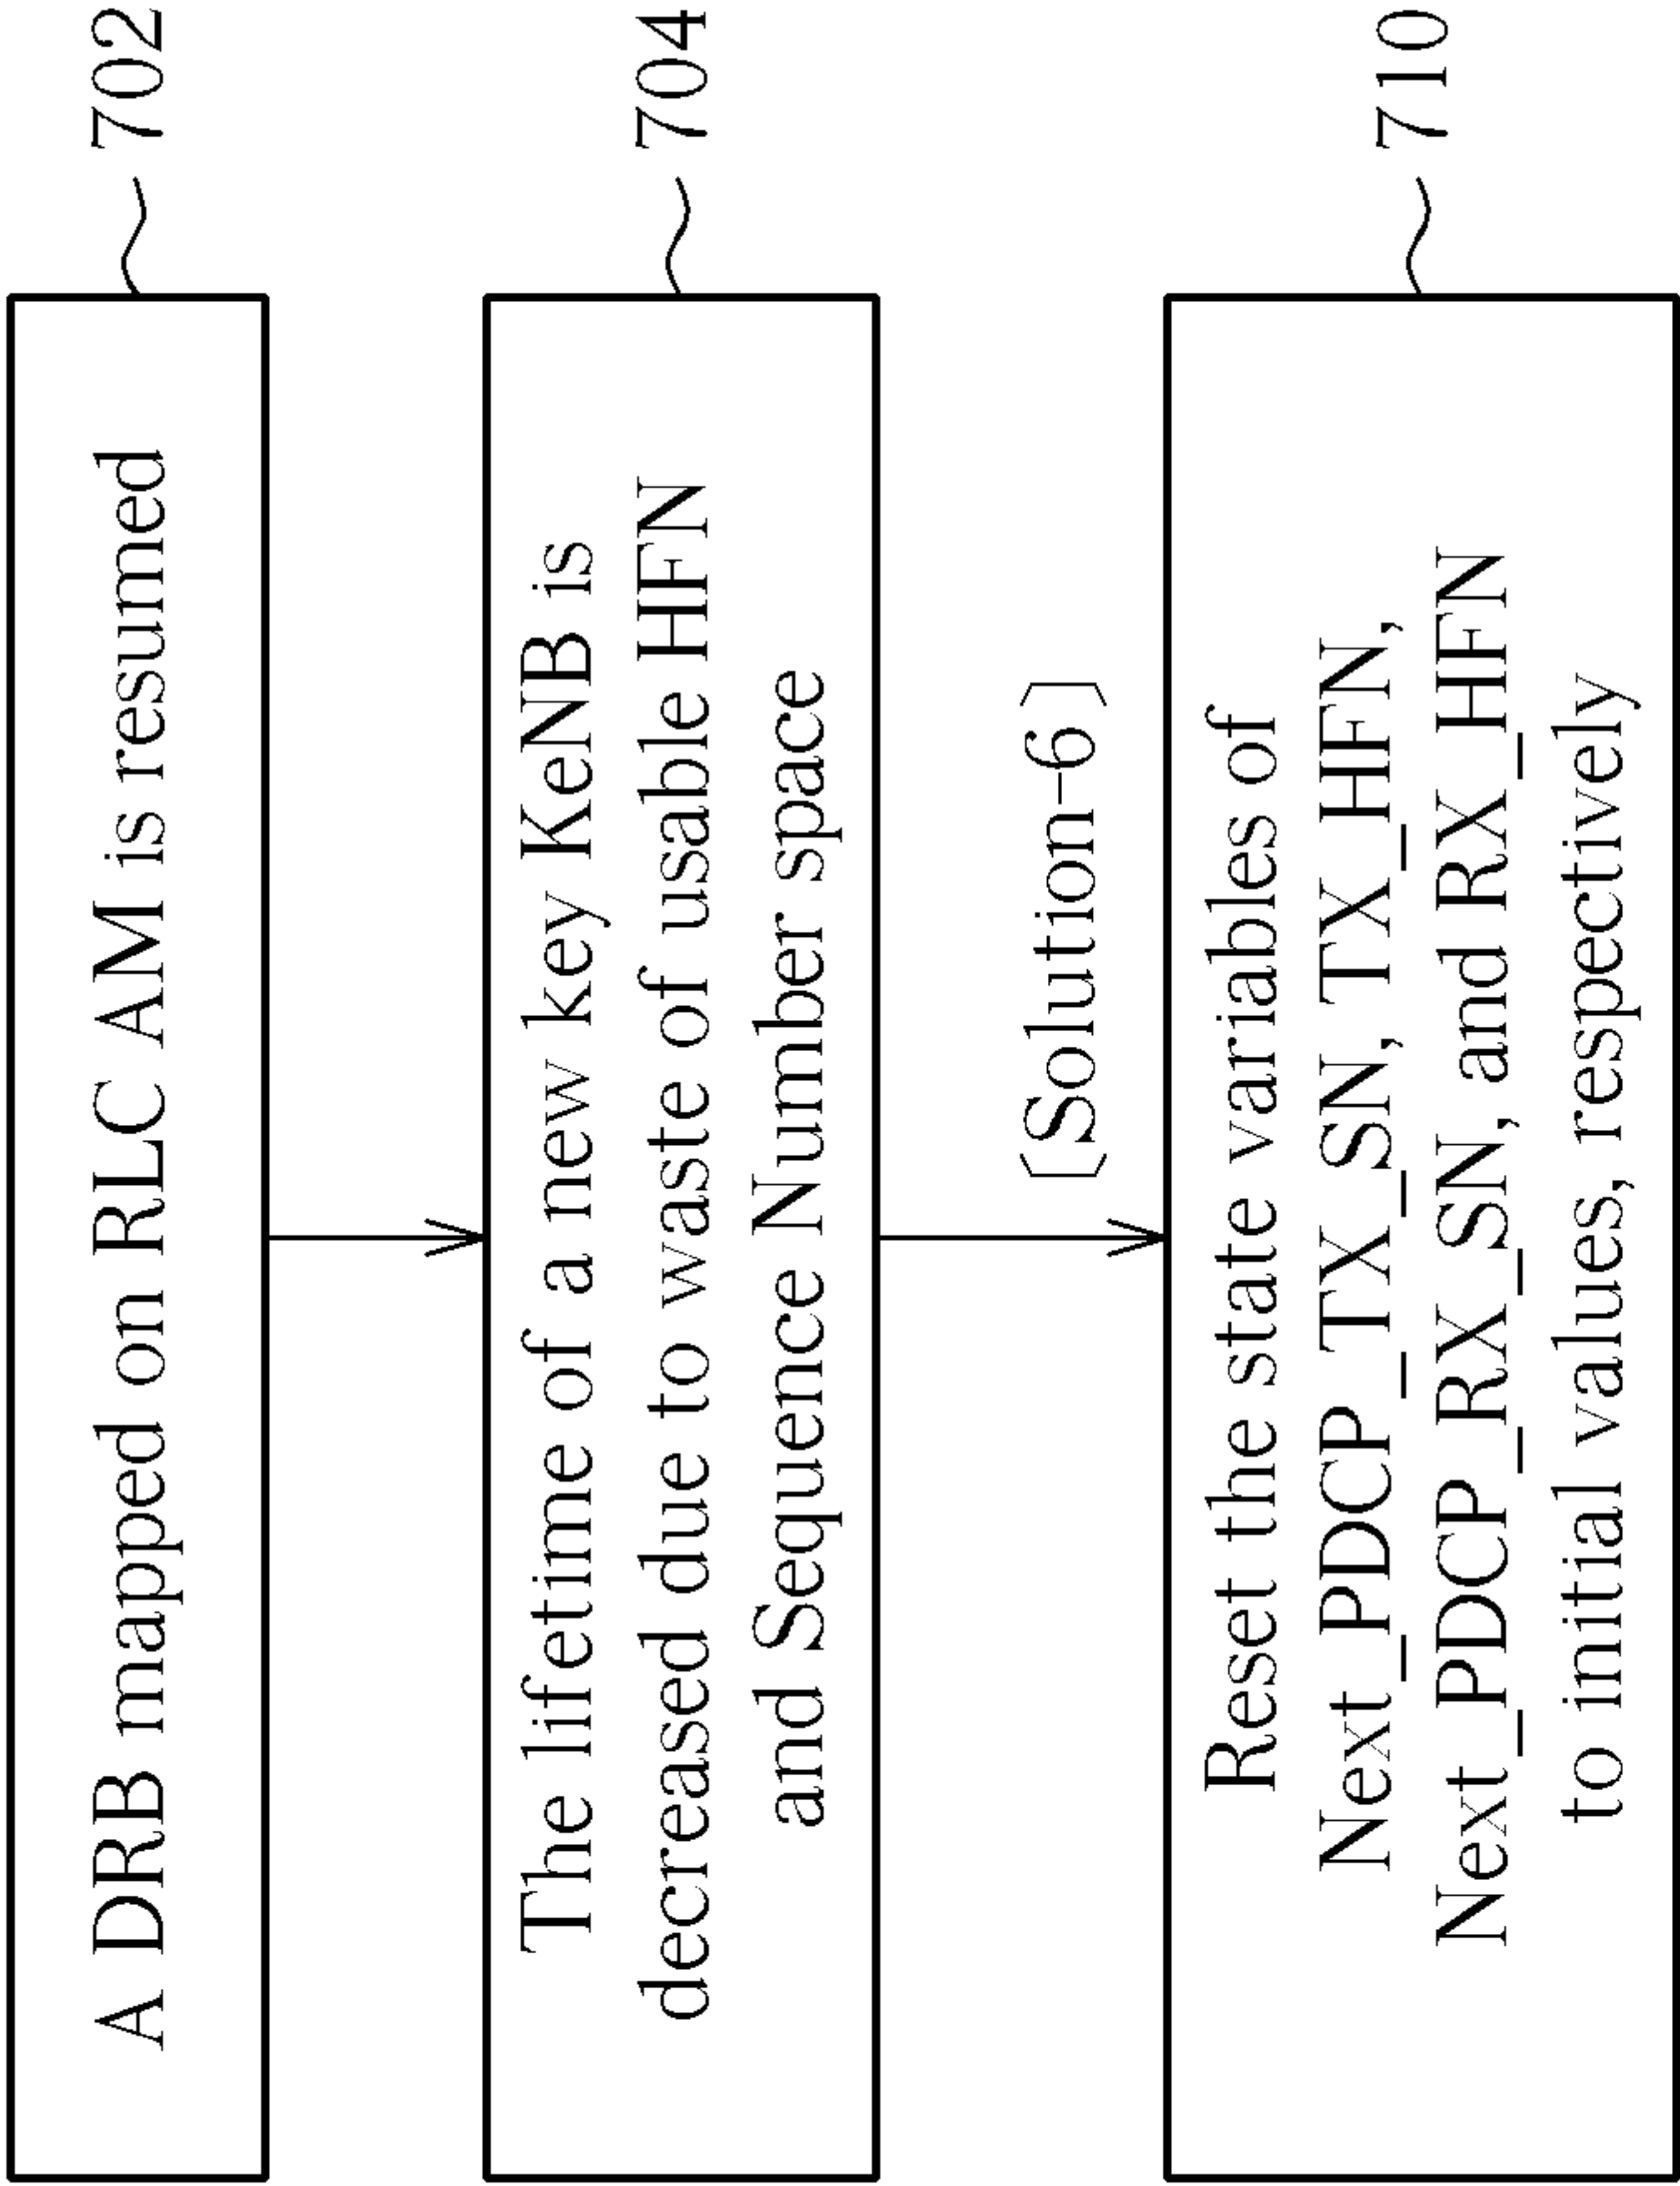 A DRB mapped on RLC AM is resumed
702
The lifetime of a new key KeNB is
decreased due to waste of usable HFN
and Sequence Number space
704
(Solution-6)
Reset the state variables of
Next_PDCP_TX_SN, TX_HFN,
Next_PDCP_RX_SN, and RX_HFN
to initial values, respectively
710